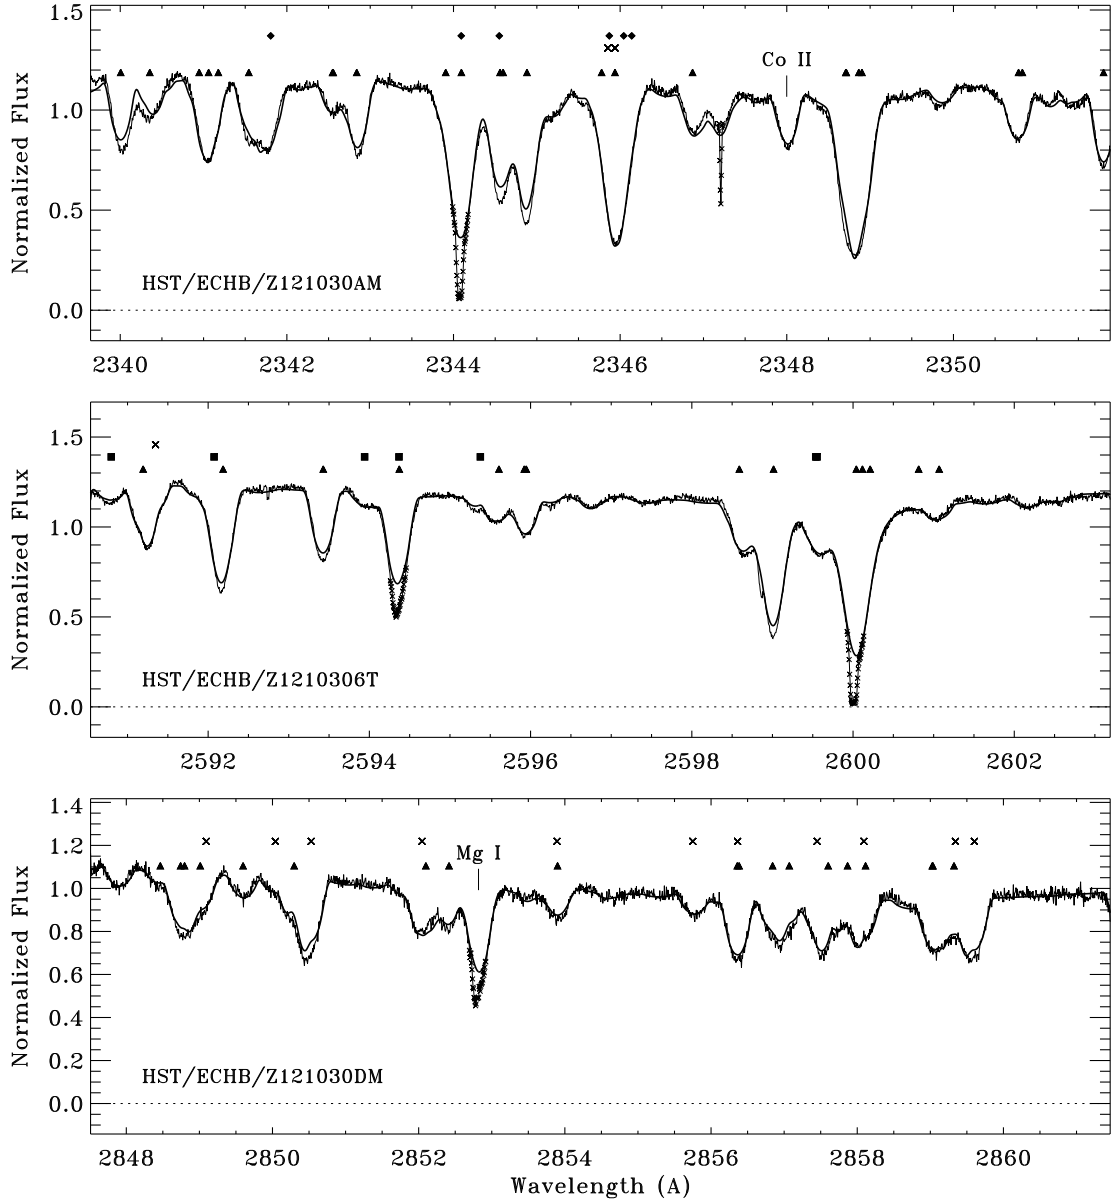 1.5
Co II
1.0
Normalized Flux
0.5
HST/ECHB/Z121030AM
0.0
2340 2342 2344 2346 2348 2350
1.5
1.0
Normalized Flux
0.5
HST/ECHB/Z1210306T
0.0
2592 2594 2596 2598 2600 2602
1.4
1.2
Mg I
1.0
Normalized Flux
0.8
0.6
0.4
0.2
HST/ECHB/Z121030DM
0.0
2848 2850 2852 2854 2856 2858 2860
Wavelength (A)